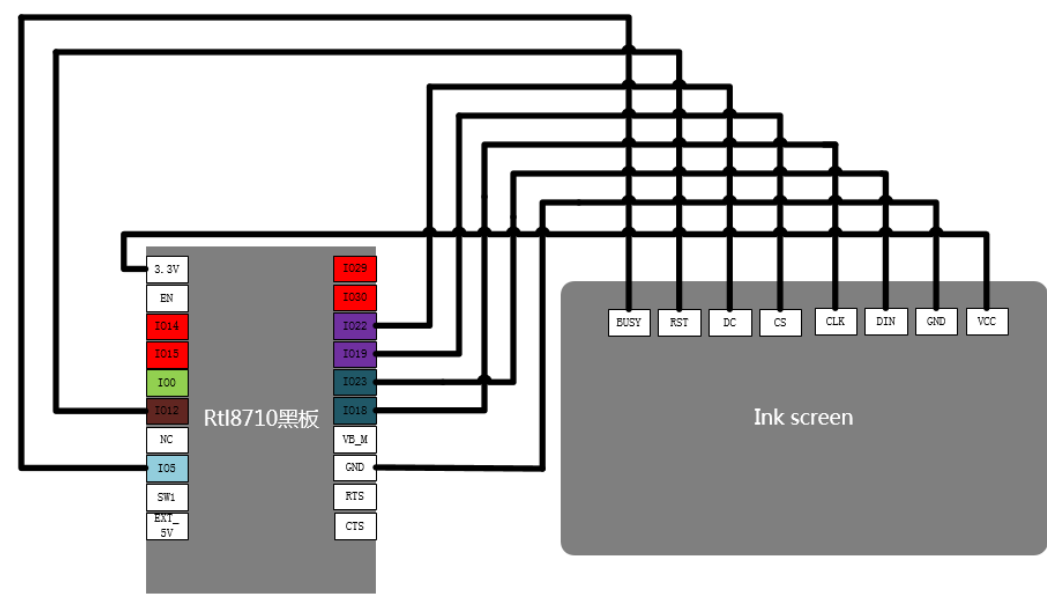 3.3V
EN
IO14
IO15
IO0
IO12
NC
IO5
SW1
EXT_
5V
Rtl8710黑板
IO29
IO30
IO22
IO19
IO23
IO18
VB_M
GND
RTS
CTS
BUSY
RST
DC
CS
CLK
DIN
GND
VCC
Ink screen